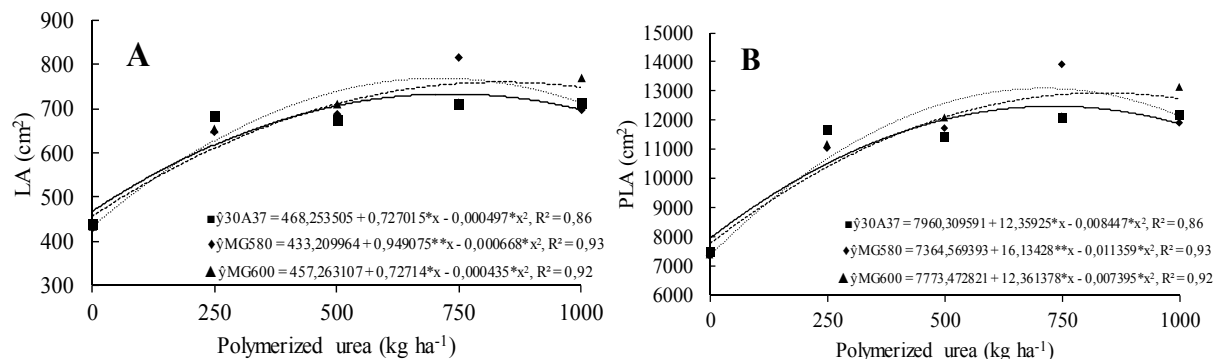 A
LA (cm²)
900
800
700
600
500
400
300
■ ŷ30A37 = 468,253505 + 0,727015*x - 0,000497*x², R² = 0,86
♦ ŷMG580 = 433,209964 + 0,949075**x - 0,000668*x², R² = 0,93
▲ ŷMG600 = 457,263107 + 0,72714*x - 0,000435*x², R² = 0,92
0 250 500 750 1000
Polymerized urea (kg ha⁻¹)
B
PLA (cm²)
15000
14000
13000
12000
11000
10000
9000
8000
7000
6000
■ ŷ30A37 = 7960,309591 + 12,35925*x - 0,008447*x², R² = 0,86
♦ ŷMG580 = 7364,569393 + 16,13428**x - 0,011359*x², R² = 0,93
▲ ŷMG600 = 7773,472821 + 12,361378*x - 0,007395*x², R² = 0,92
0 250 500 750 1000
Polymerized urea (kg ha⁻¹)